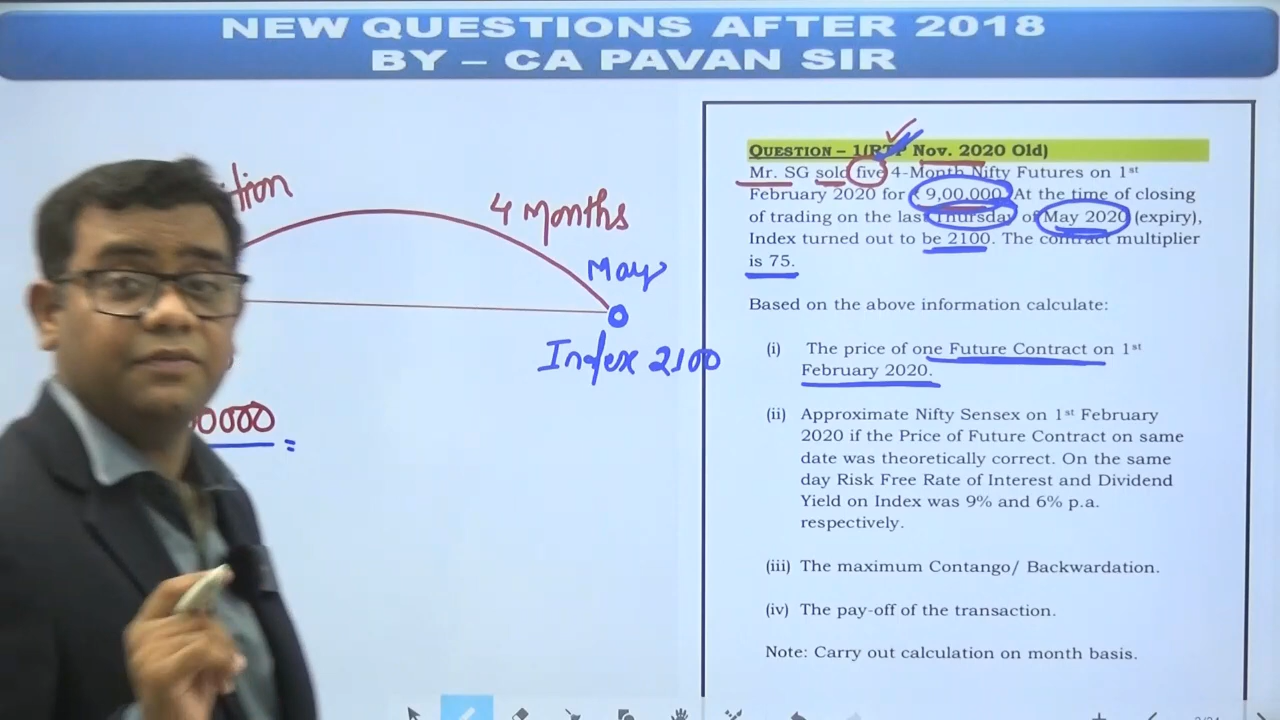 NEW QUESTIONS AFTER 2018
BY – CA PAVAN SIR
4 Months
May
Index 2100
QUESTION – 1(RTP Nov. 2020 Old)
Mr. SG sold five 4-Month Nifty Futures on 1st
February 2020 for 9,00,000. At the time of closing
of trading on the last Thursday of May 2020 (expiry),
Index turned out to be 2100. The contract multiplier
is 75.
Based on the above information calculate:
(i) The price of one Future Contract on 1st
February 2020.
(ii) Approximate Nifty Sensex on 1st February
2020 if the Price of Future Contract on same
date was theoretically correct. On the same
day Risk Free Rate of Interest and Dividend
Yield on Index was 9% and 6% p.a.
respectively.
(iii) The maximum Contango/ Backwardation.
(iv) The pay-off of the transaction.
Note: Carry out calculation on month basis.